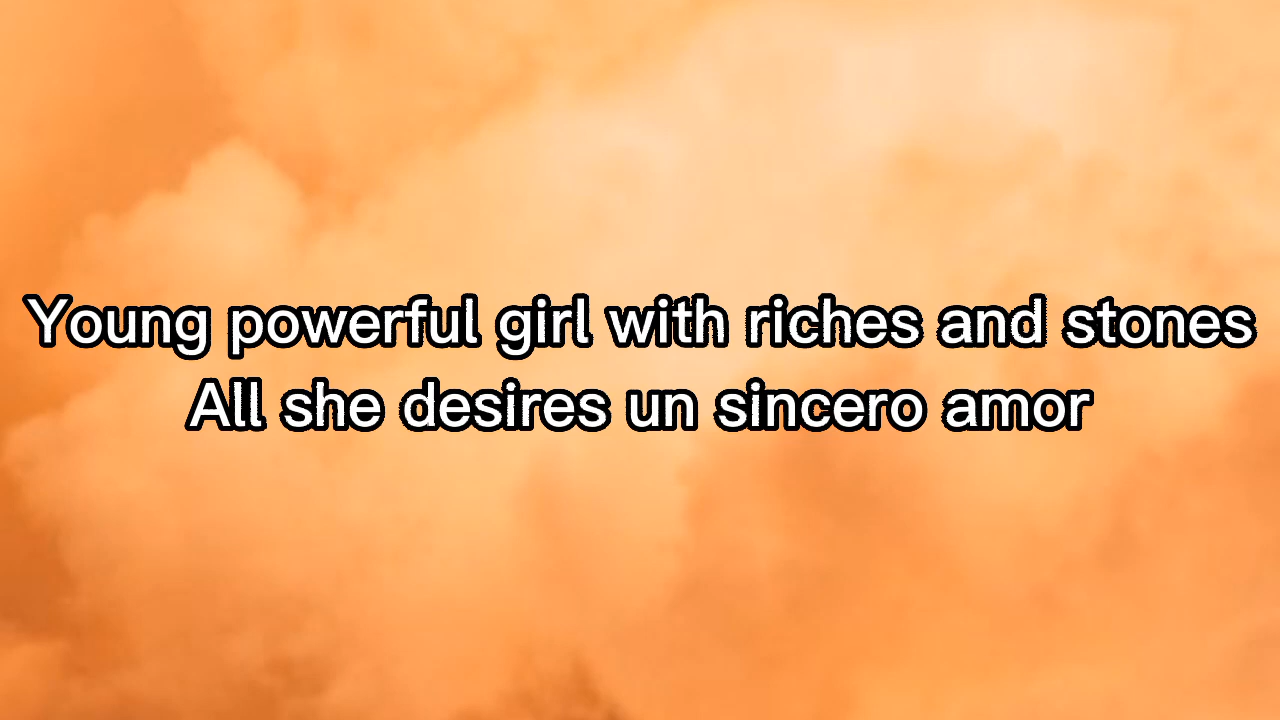 Young powerful girl with riches and stones
All she desires un sincero amor